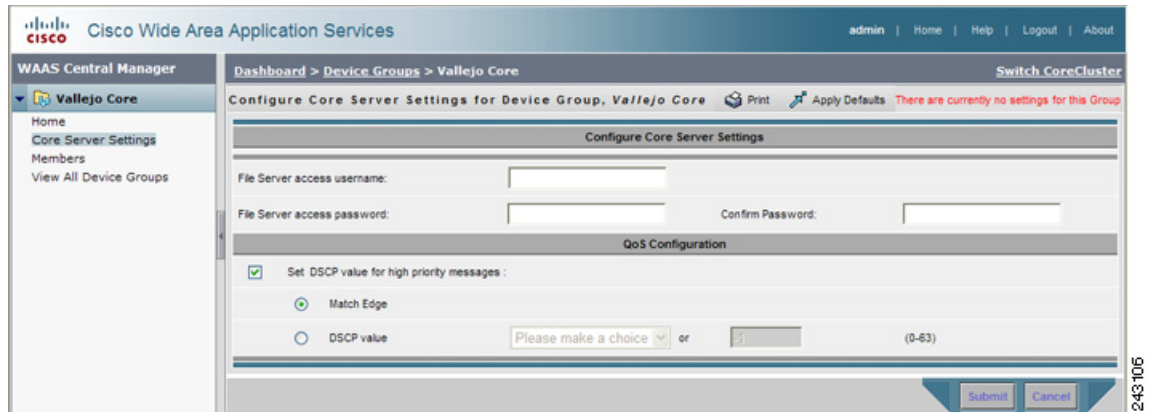 CISCO
Cisco Wide Area Application Services
admin | Home | Help | Logout | About
WAAS Central Manager
Dashboard > Device Groups > Vallejo Core
Switch CoreCluster
Vallejo Core
Configure Core Server Settings for Device Group, Vallejo Core
Print
Apply Defaults
There are currently no settings for this Group
Home
Core Server Settings
Members
View All Device Groups
Configure Core Server Settings
File Server access username:
File Server access password:
Confirm Password:
QoS Configuration
Set DSCP value for high priority messages :
Match Edge
DSCP value
Please make a choice
or
-1
(0-63)
Submit
Cancel
243106